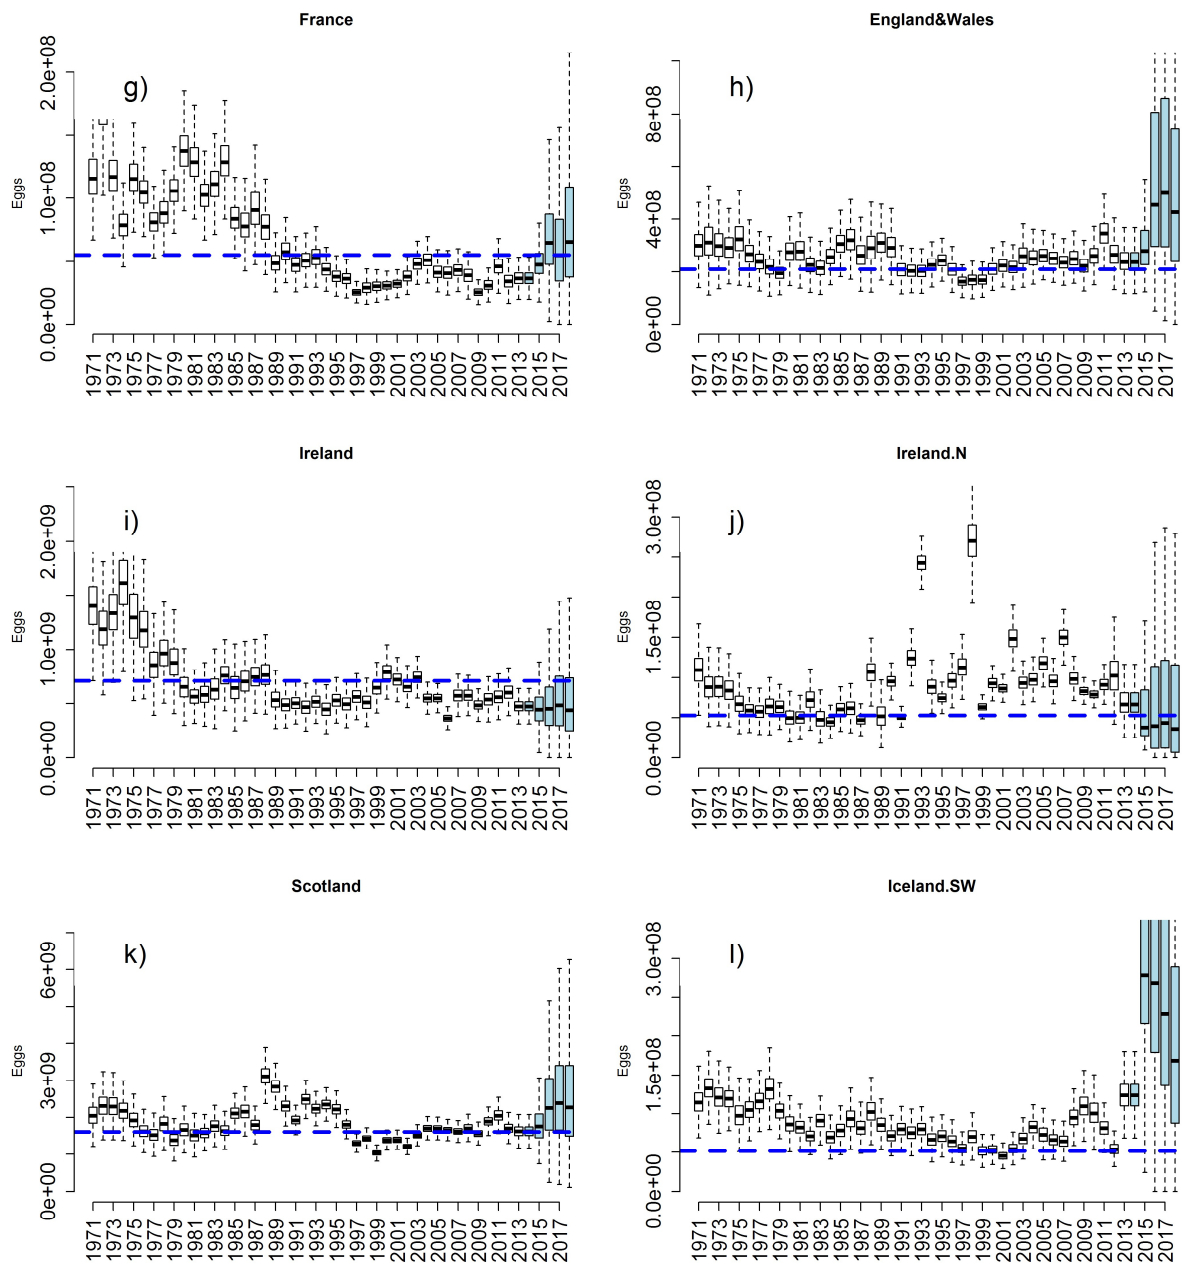 France
g)
Eggs
0.0e+00 1.0e+08 2.0e+08
1971 1973 1975 1977 1979 1981 1983 1985 1987 1989 1991 1993 1995 1997 1999 2001 2003 2005 2007 2009 2011 2013 2015 2017
England&Wales
h)
Eggs
0e+00 4e+08 8e+08
1971 1973 1975 1977 1979 1981 1983 1985 1987 1989 1991 1993 1995 1997 1999 2001 2003 2005 2007 2009 2011 2013 2015 2017
Ireland
i)
Eggs
0.0e+00 1.0e+09 2.0e+09
1971 1973 1975 1977 1979 1981 1983 1985 1987 1989 1991 1993 1995 1997 1999 2001 2003 2005 2007 2009 2011 2013 2015 2017
Ireland.N
j)
Eggs
0.0e+00 1.5e+08 3.0e+08
1971 1973 1975 1977 1979 1981 1983 1985 1987 1989 1991 1993 1995 1997 1999 2001 2003 2005 2007 2009 2011 2013 2015 2017
Scotland
k)
Eggs
0e+00 3e+09 6e+09
1971 1973 1975 1977 1979 1981 1983 1985 1987 1989 1991 1993 1995 1997 1999 2001 2003 2005 2007 2009 2011 2013 2015 2017
Iceland.SW
l)
Eggs
0.0e+00 1.5e+08 3.0e+08
1971 1973 1975 1977 1979 1981 1983 1985 1987 1989 1991 1993 1995 1997 1999 2001 2003 2005 2007 2009 2011 2013 2015 2017